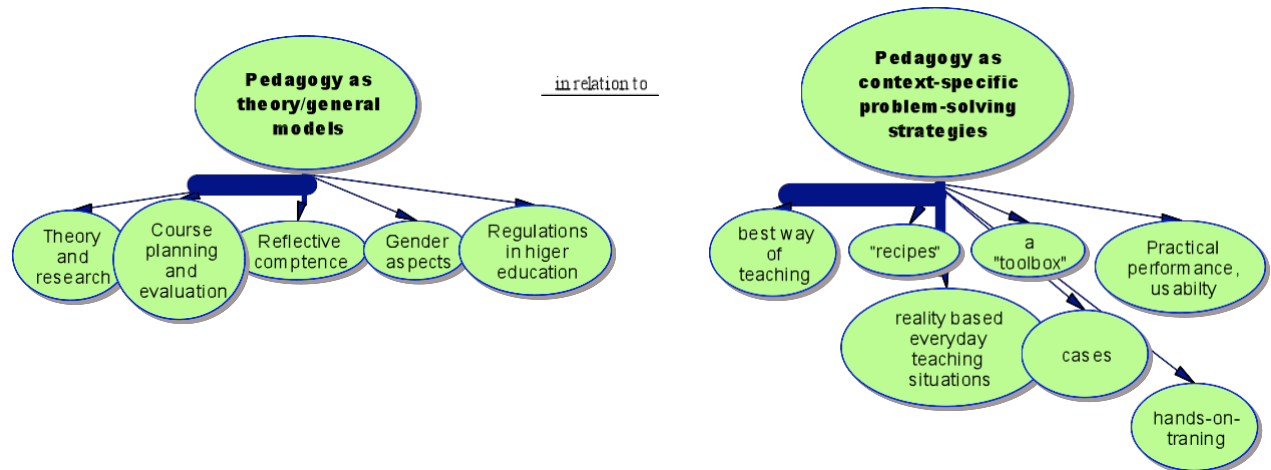 Pedagogy as
theory/general
models
in relation to
Pedagogy as
context-specific
problem-solving
strategies
Theory
and
research
Course
planning
and
evaluation
Reflective
comptence
Gender
aspects
Regulations
in higer
education
best way
of
teaching
"recipes"
a
"toolbox"
Practical
performance,
usabilty
reality based
everyday
teaching
situations
cases
hands-on-
traning